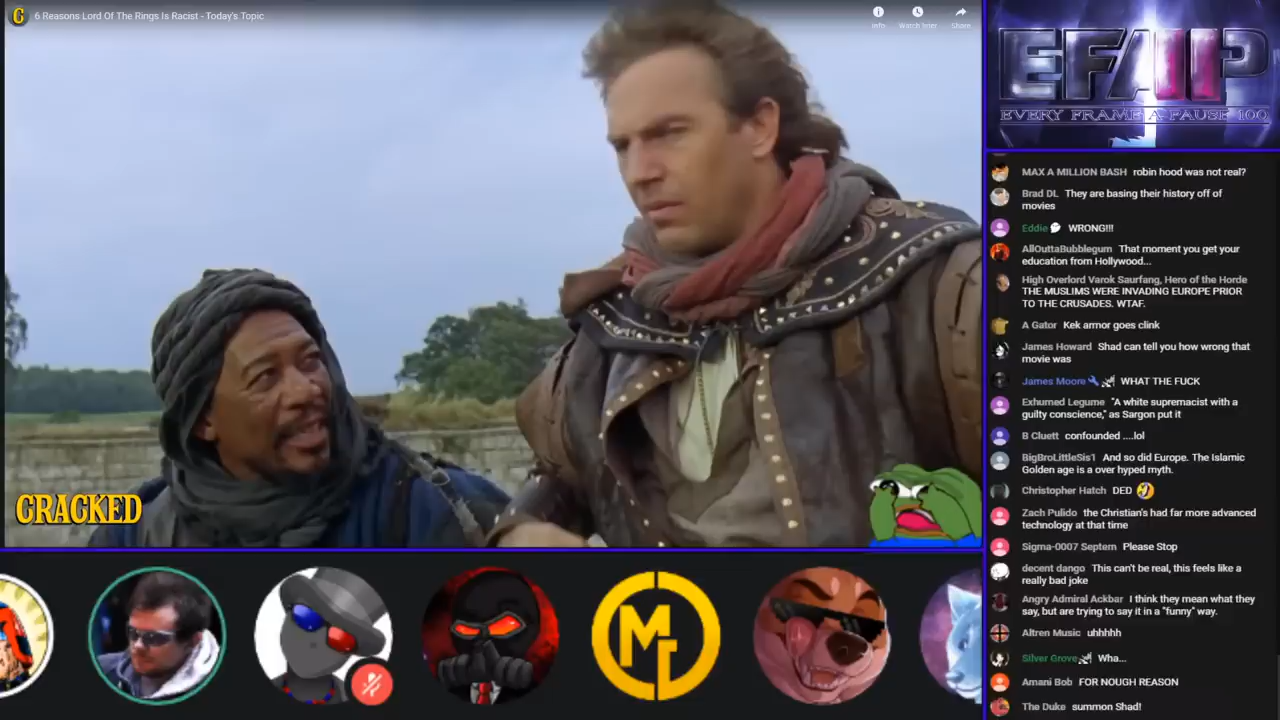 6 Reasons Lord Of The Rings Is Racist - Today's Topic
Info
Watch later
Share
CRACKED
EFAP
EVERY FRAME A PAUSE 100
MAX A MILLION BASH robin hood was not real?
Brad DL They are basing their history off of
movies
Eddie WRONG!!!
AllOuttaBubblegum That moment you get your
education from Hollywood...
High Overlord Varok Saurfang, Hero of the Horde
THE MUSLIMS WERE INVADING EUROPE PRIOR
TO THE CRUSADES. WTAF.
A Gator Kek armor goes clink
James Howard Shad can tell you how wrong that
movie was
James Moore WHAT THE FUCK
Exhumed Legume "A white supremacist with a
guilty conscience," as Sargon put it
B Cluett confounded ....lol
BigBroLittleSis1 And so did Europe. The Islamic
Golden age is a over hyped myth.
Christopher Hatch DED
Zach Pulido the Christian's had far more advanced
technology at that time
Sigma-0007 Septem Please Stop
decent dango This can't be real, this feels like a
really bad joke
Angry Admiral Ackbar I think they mean what they
say, but are trying to say it in a "funny" way.
Altren Music uhhhhh
Silver Grove Wha...
Amani Bob FOR NOUGH REASON
The Duke summon Shad!